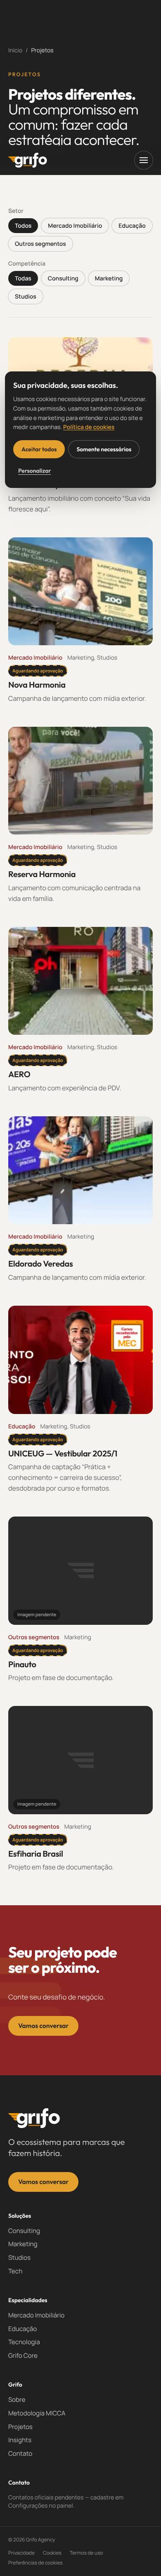 Início / Projetos
PROJETOS
Projetos diferentes.
Um compromisso em
comum: fazer cada
estratégia acontecer.
grifo
Setor
Todos
Mercado Imobiliário
Educação
Outros segmentos
Competência
Todas
Consulting
Marketing
Studios
Sua privacidade, suas escolhas.
Usamos cookies necessários para o site funcionar.
Com sua permissão, usamos também cookies de
análise para entender o uso do site e medir
campanhas. Política de cookies
Aceitar todos
Somente necessários
Personalizar
Lançamento imobiliário com conceito “Sua vida
floresce aqui”.
200
Mercado Imobiliário Marketing, Studios
Aguardando aprovação
Nova Harmonia
Campanha de lançamento com mídia exterior.
para você!
RESERVA HARMONIA
Mercado Imobiliário Marketing, Studios
Aguardando aprovação
Reserva Harmonia
Lançamento com comunicação centrada na
vida em família.
ph
Mercado Imobiliário Marketing, Studios
Aguardando aprovação
AERO
Lançamento com experiência de PDV.
Mercado Imobiliário Marketing
Aguardando aprovação
Eldorado Veredas
Campanha de lançamento com mídia exterior.
Cursos
reconhecidos
pelo
MEC
Educação Marketing, Studios
Aguardando aprovação
UNICEUG — Vestibular 2025/1
Campanha de captação “Prática +
conhecimento = carreira de sucesso”,
desdobrada por curso e formatos.
Imagem pendente
Outros segmentos Marketing
Aguardando aprovação
Pinauto
Projeto em fase de documentação.
Imagem pendente
Outros segmentos Marketing
Aguardando aprovação
Esfiharia Brasil
Projeto em fase de documentação.
Seu projeto pode
ser o próximo.
Conte seu desafio de negócio.
Vamos conversar
grifo
O ecossistema para marcas que
fazem história.
Vamos conversar
Soluções
Consulting
Marketing
Studios
Tech
Especialidades
Mercado Imobiliário
Educação
Tecnologia
Grifo Core
Grifo
Sobre
Metodologia MICCA
Projetos
Insights
Contato
Contato
Contatos oficiais pendentes — cadastre em
Configurações no painel.
© 2026 Grifo Agency
Privacidade Cookies Termos de uso
Preferências de cookies